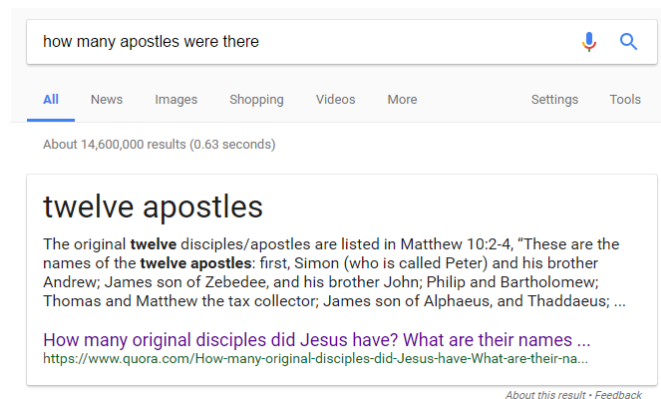 how many apostles were there
All News Images Shopping Videos More Settings Tools
About 14,600,000 results (0.63 seconds)
twelve apostles
The original twelve disciples/apostles are listed in Matthew 10:2-4, “These are the
names of the twelve apostles: first, Simon (who is called Peter) and his brother
Andrew; James son of Zebedee, and his brother John; Philip and Bartholomew;
Thomas and Matthew the tax collector; James son of Alphaeus, and Thaddaeus; ...
How many original disciples did Jesus have? What are their names ...
https://www.quora.com/How-many-original-disciples-did-Jesus-have-What-are-their-na...
About this result • Feedback